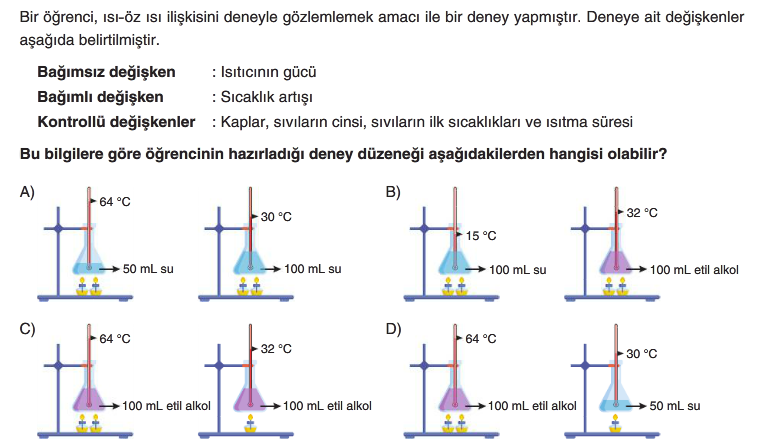 Bir öğrenci, ısı-öz ısı ilişkisini deneyle gözlemlemek amacı ile bir deney yapmıştır. Deneye ait değişkenler
aşağıda belirtilmiştir.
Bağımsız değişken : Isıtıcının gücü
Bağımlı değişken : Sıcaklık artışı
Kontrollü değişkenler : Kaplar, sıvıların cinsi, sıvıların ilk sıcaklıkları ve ısıtma süresi
Bu bilgilere göre öğrencinin hazırladığı deney düzeneği aşağıdakilerden hangisi olabilir?
A)
64 °C
50 mL su
30 °C
100 mL su
B)
15 °C
100 mL su
32 °C
100 mL etil alkol
C)
64 °C
100 mL etil alkol
32 °C
100 mL etil alkol
D)
64 °C
100 mL etil alkol
30 °C
50 mL su